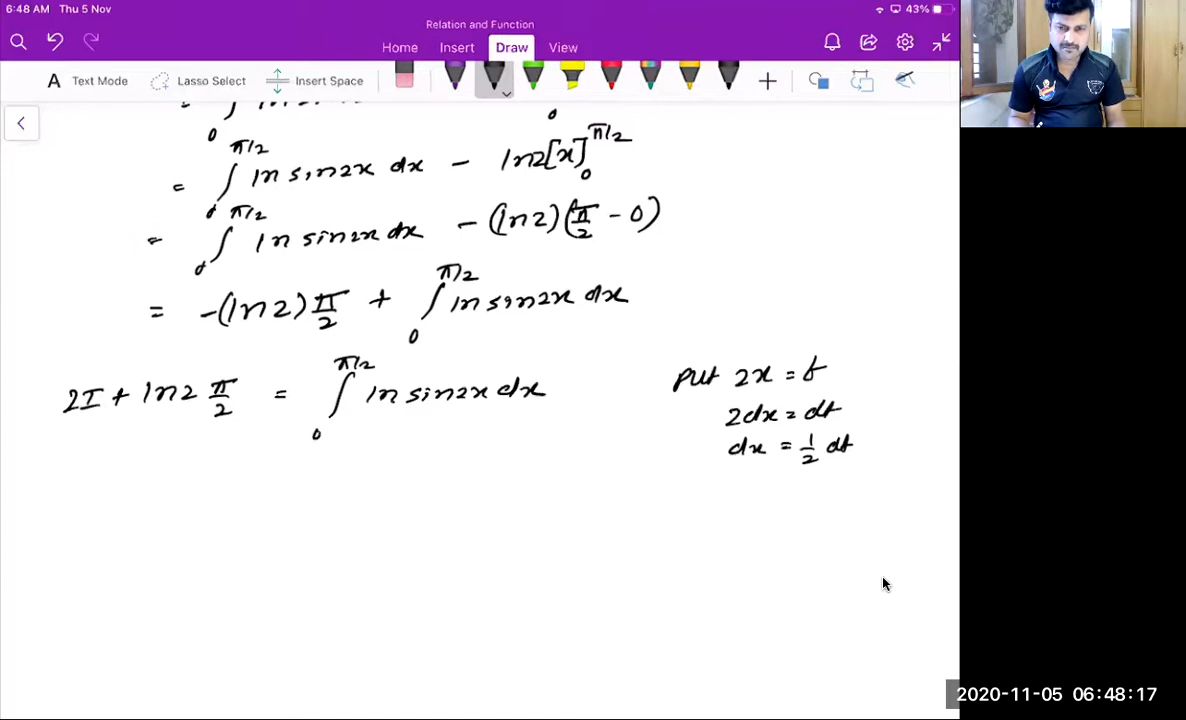 6:48 AM Thu 5 Nov
43%
Relation and Function
Home Insert Draw View
A Text Mode Lasso Select Insert Space
0 0
= ∫₀^π/2 ln sin2x dx - ln2[x]₀^π/2
= ∫₀^π/2 ln sin2x dx - (ln2)(π/2 - 0)
= -(ln2)π/2 + ∫₀^π/2 ln sin2x dx
2I + ln2 π/2 = ∫₀^π/2 ln sin2x dx
put 2x = t
2dx = dt
dx = 1/2 dt
2020-11-05 06:48:17